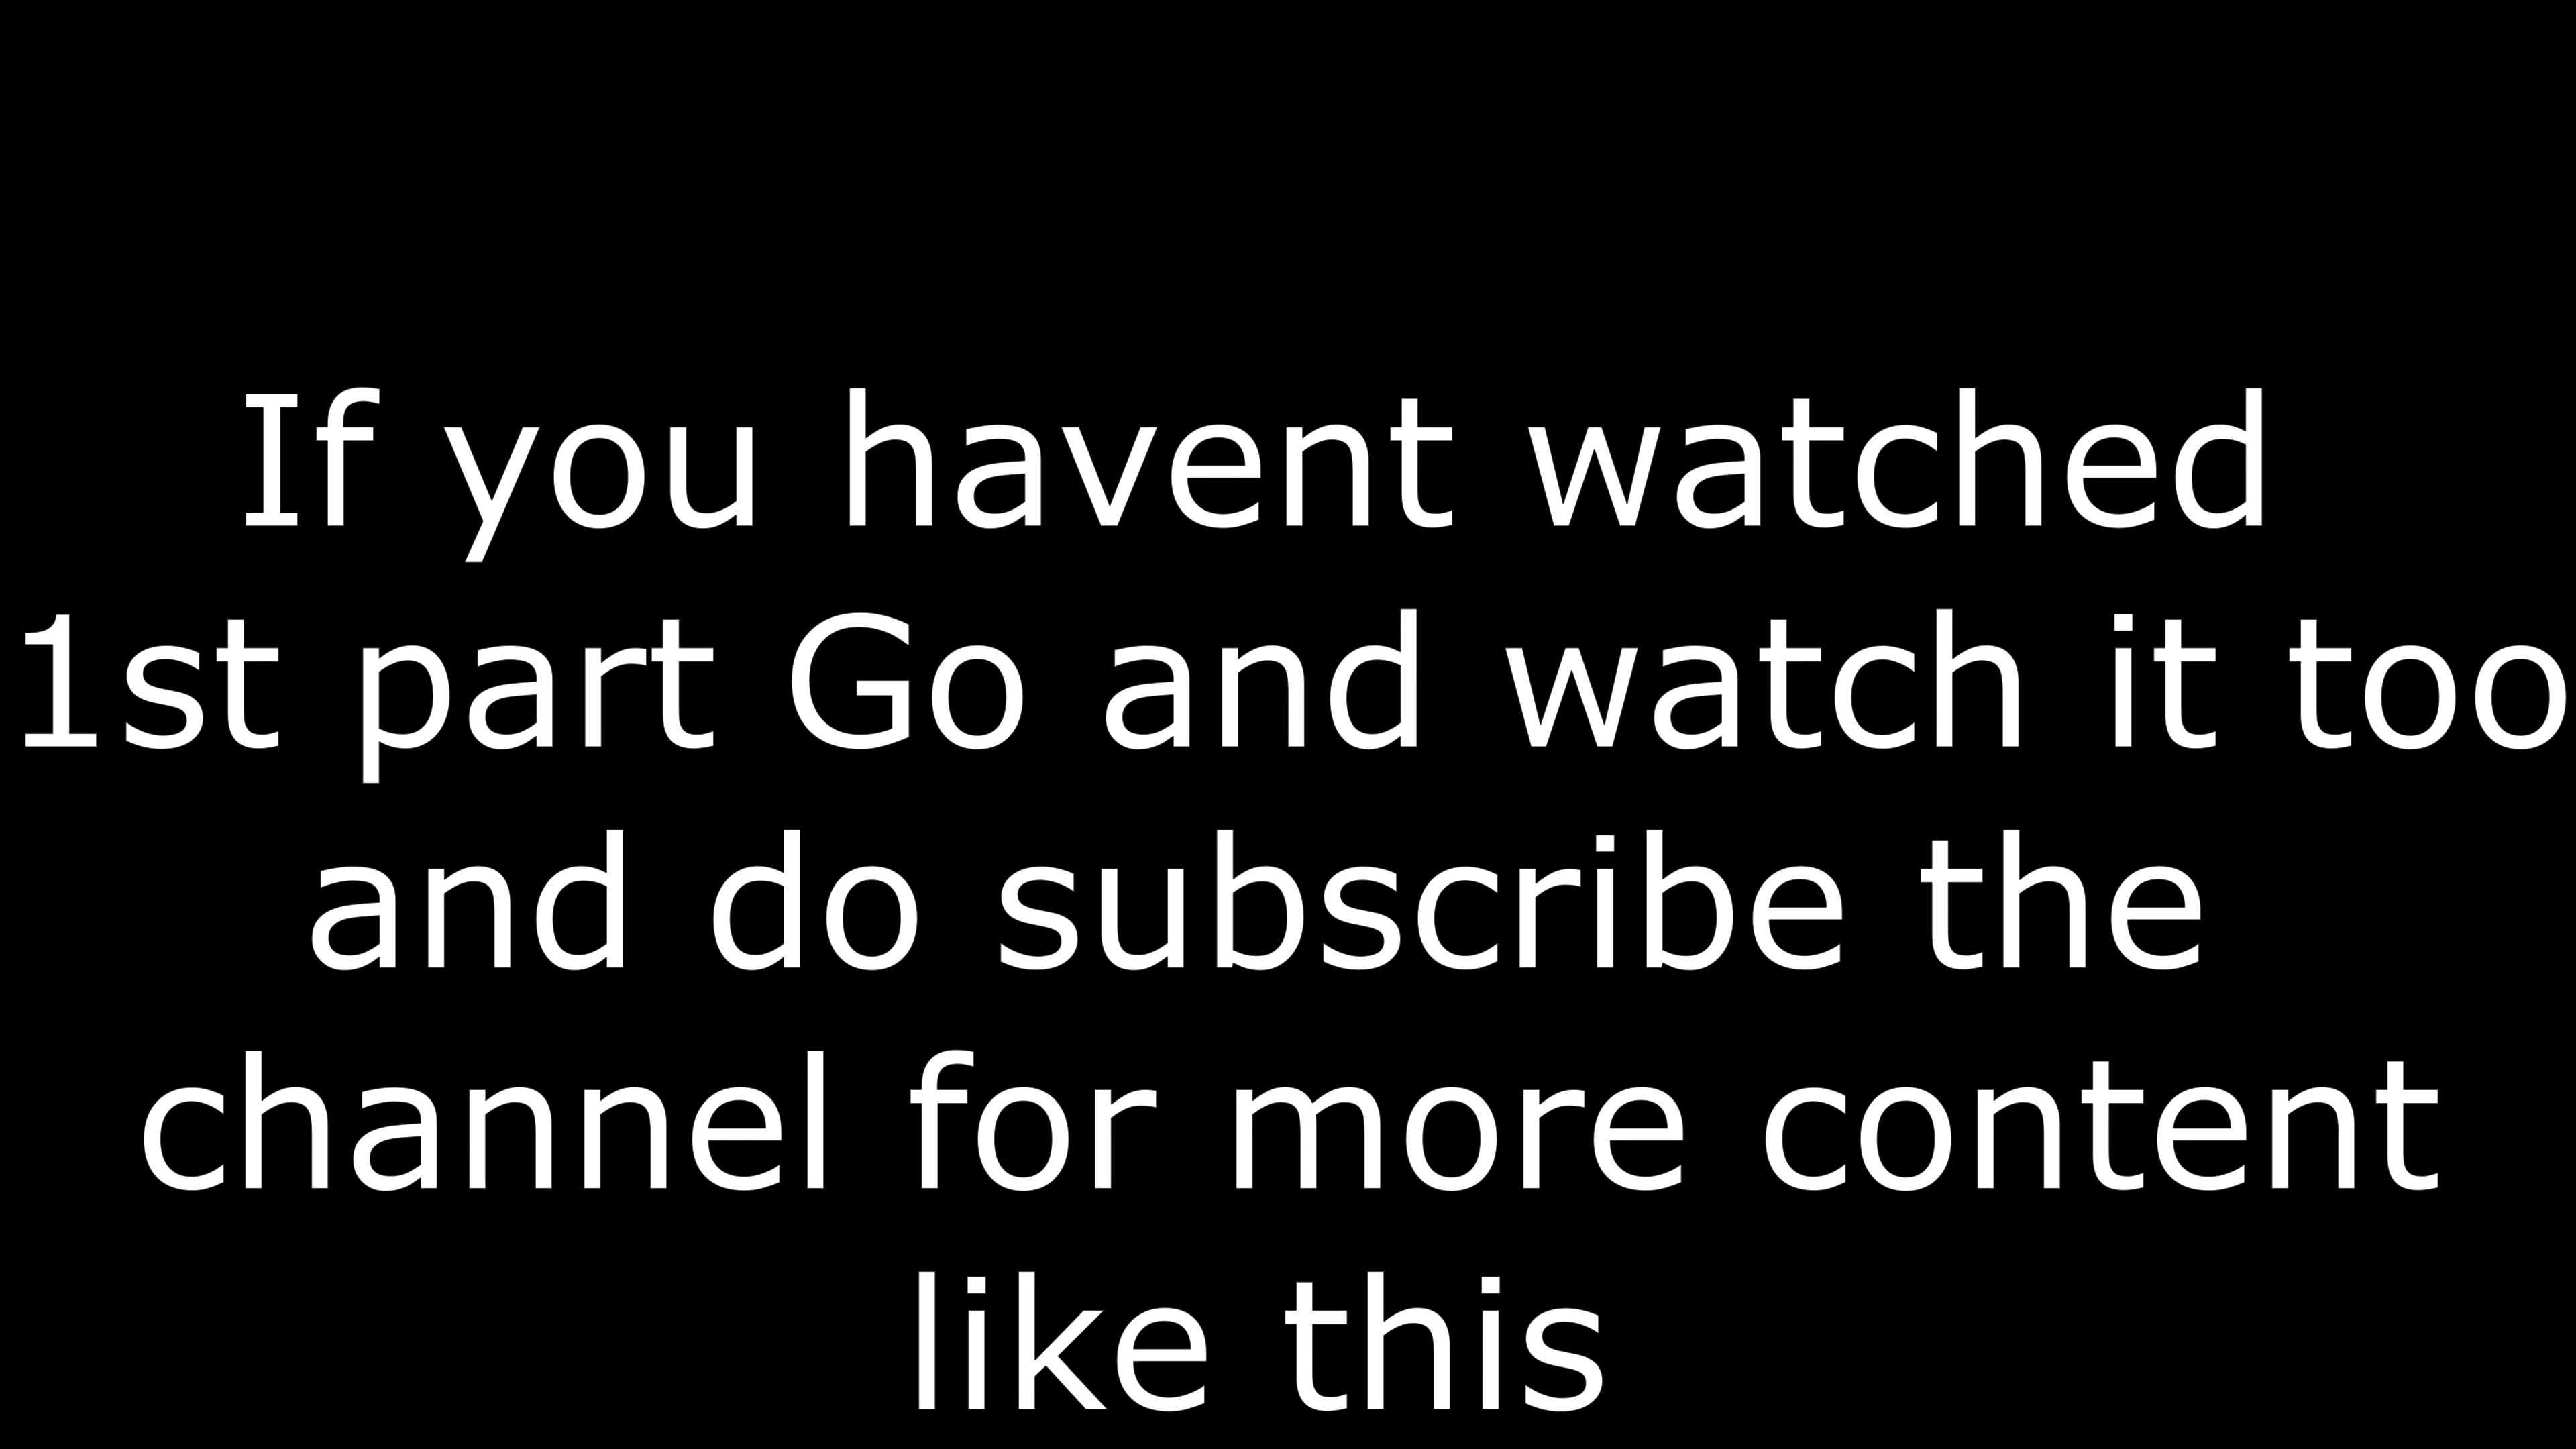 If you havent watched
1st part Go and watch it too
and do subscribe the
channel for more content
like this